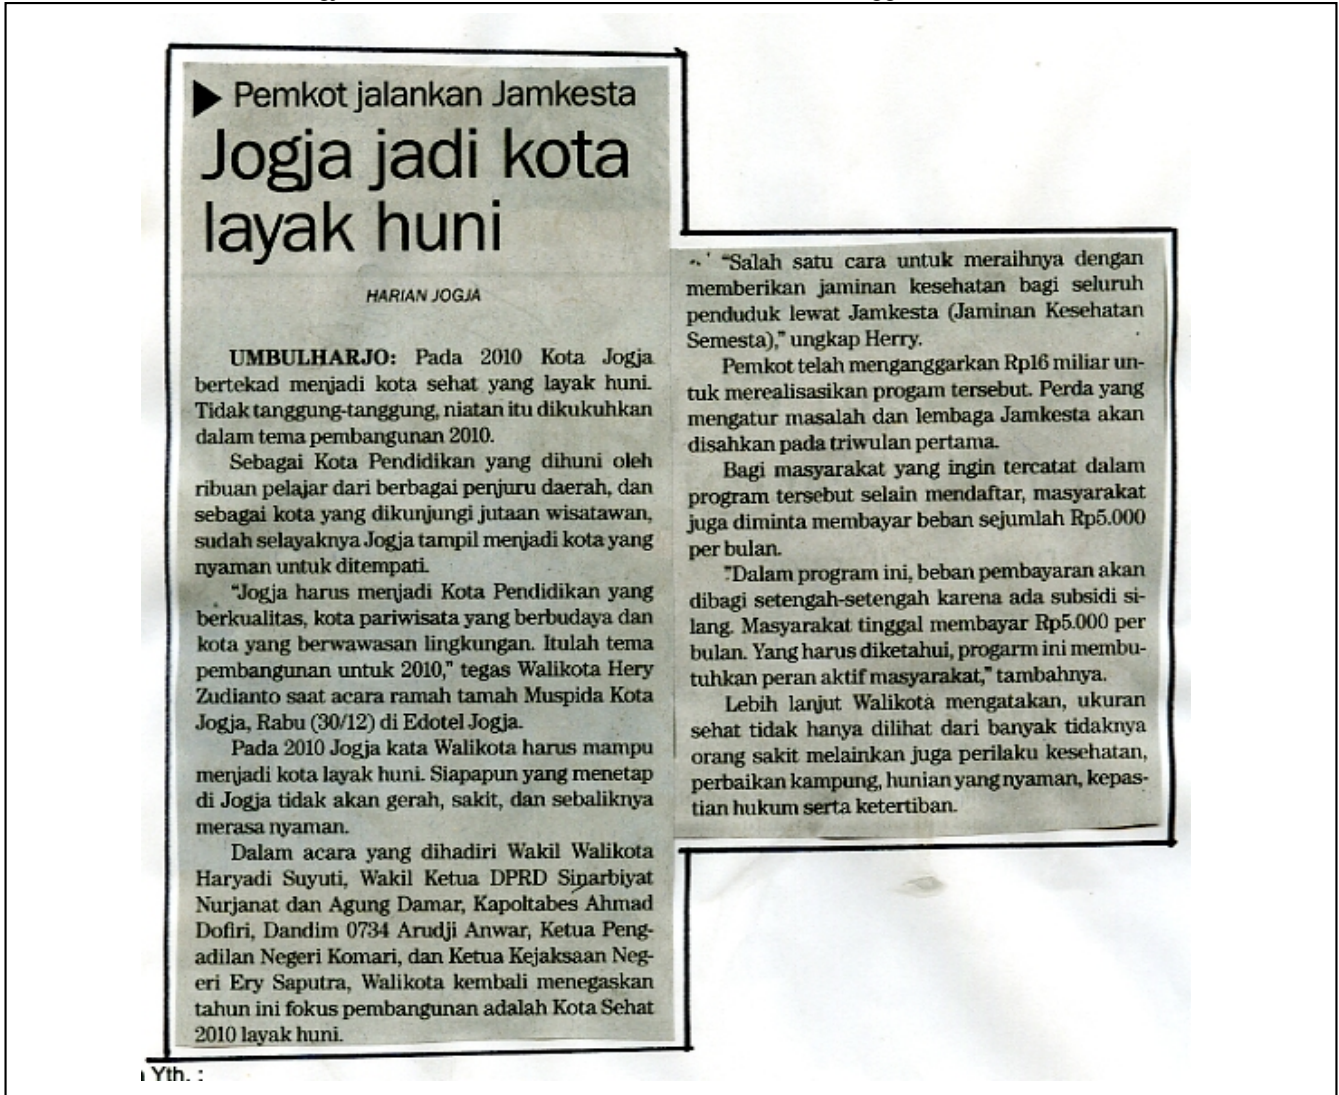 Pemkot jalankan Jamkesta
Jogja jadi kota
layak huni
HARIAN JOGJA
UMBULHARJO: Pada 2010 Kota Jogja
bertekad menjadi kota sehat yang layak huni.
Tidak tanggung-tanggung, niatan itu dikukuhkan
dalam tema pembangunan 2010.
Sebagai Kota Pendidikan yang dihuni oleh
ribuan pelajar dari berbagai penjuru daerah, dan
sebagai kota yang dikunjungi jutaan wisatawan,
sudah selayaknya Jogja tampil menjadi kota yang
nyaman untuk ditempati.
"Jogja harus menjadi Kota Pendidikan yang
berkualitas, kota pariwisata yang berbudaya dan
kota yang berwawasan lingkungan. Itulah tema
pembangunan untuk 2010," tegas Walikota Hery
Zudianto saat acara ramah tamah Muspida Kota
Jogja, Rabu (30/12) di Edotel Jogja.
Pada 2010 Jogja kata Walikota harus mampu
menjadi kota layak huni. Siapapun yang menetap
di Jogja tidak akan gerah, sakit, dan sebaliknya
merasa nyaman.
Dalam acara yang dihadiri Wakil Walikota
Haryadi Suyuti, Wakil Ketua DPRD Sinarbiyat
Nurjanat dan Agung Damar, Kapoltabes Ahmad
Dofiri, Dandim 0734 Arudji Anwar, Ketua Peng-
adilan Negeri Komari, dan Ketua Kejaksaan Neg-
eri Ery Saputra, Walikota kembali menegaskan
tahun ini fokus pembangunan adalah Kota Sehat
2010 layak huni.
"Salah satu cara untuk meraihnya dengan
memberikan jaminan kesehatan bagi seluruh
penduduk lewat Jamkesta (Jaminan Kesehatan
Semesta)," ungkap Herry.
Pemkot telah menganggarkan Rp16 miliar un-
tuk merealisasikan progam tersebut. Perda yang
mengatur masalah dan lembaga Jamkesta akan
disahkan pada triwulan pertama.
Bagi masyarakat yang ingin tercatat dalam
program tersebut selain mendaftar, masyarakat
juga diminta membayar beban sejumlah Rp5.000
per bulan.
"Dalam program ini, beban pembayaran akan
dibagi setengah-setengah karena ada subsidi si-
lang. Masyarakat tinggal membayar Rp5.000 per
bulan. Yang harus diketahui, progarm ini membu-
tuhkan peran aktif masyarakat," tambahnya.
Lebih lanjut Walikota mengatakan, ukuran
sehat tidak hanya dilihat dari banyak tidaknya
orang sakit melainkan juga perilaku kesehatan,
perbaikan kampung, hunian yang nyaman, kepas-
tian hukum serta ketertiban.
Yth. :